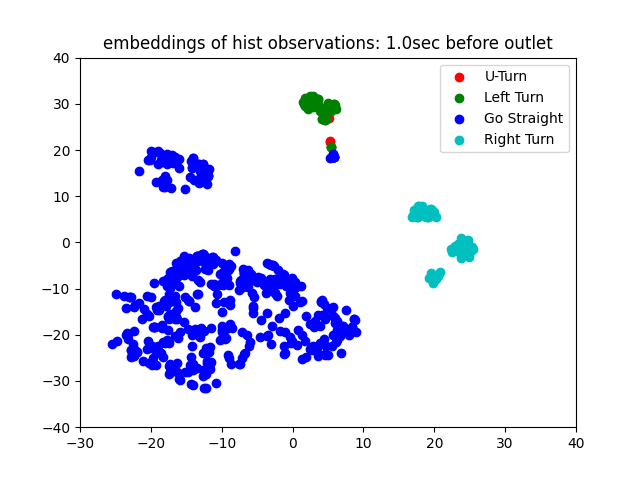 embeddings of hist observations: 1.0sec before outlet
U-Turn
Left Turn
Go Straight
Right Turn
40
30
20
10
0
−10
−20
−30
−40
−30 −20 −10 0 10 20 30 40